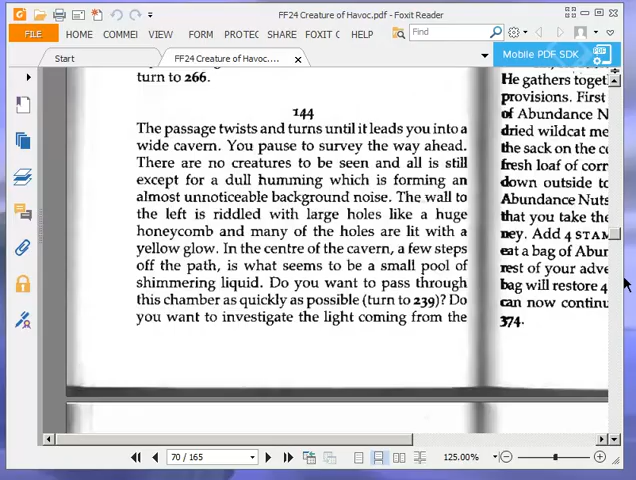 FF24 Creature of Havoc.pdf - Foxit Reader
FILE HOME COMMEI VIEW FORM PROTEC SHARE FOXIT C HELP Find
Start FF24 Creature of Havoc.... Mobile PDF SDK
turn to 266.
144
The passage twists and turns until it leads you into a
wide cavern. You pause to survey the way ahead.
There are no creatures to be seen and all is still
except for a dull humming which is forming an
almost unnoticeable background noise. The wall to
the left is riddled with large holes like a huge
honeycomb and many of the holes are lit with a
yellow glow. In the centre of the cavern, a few steps
off the path, is what seems to be a small pool of
shimmering liquid. Do you want to pass through
this chamber as quickly as possible (turn to 239)? Do
you want to investigate the light coming from the
He gathers toget
provisions. First
of Abundance N
dried wildcat me
the sack on the c
fresh loaf of corr
down outside to
Abundance Nuts
that you take the
ney. Add 4 STAM
eat a bag of Abur
rest of your adve
bag will restore 4
can now continu
374.
70 / 165 125.00%